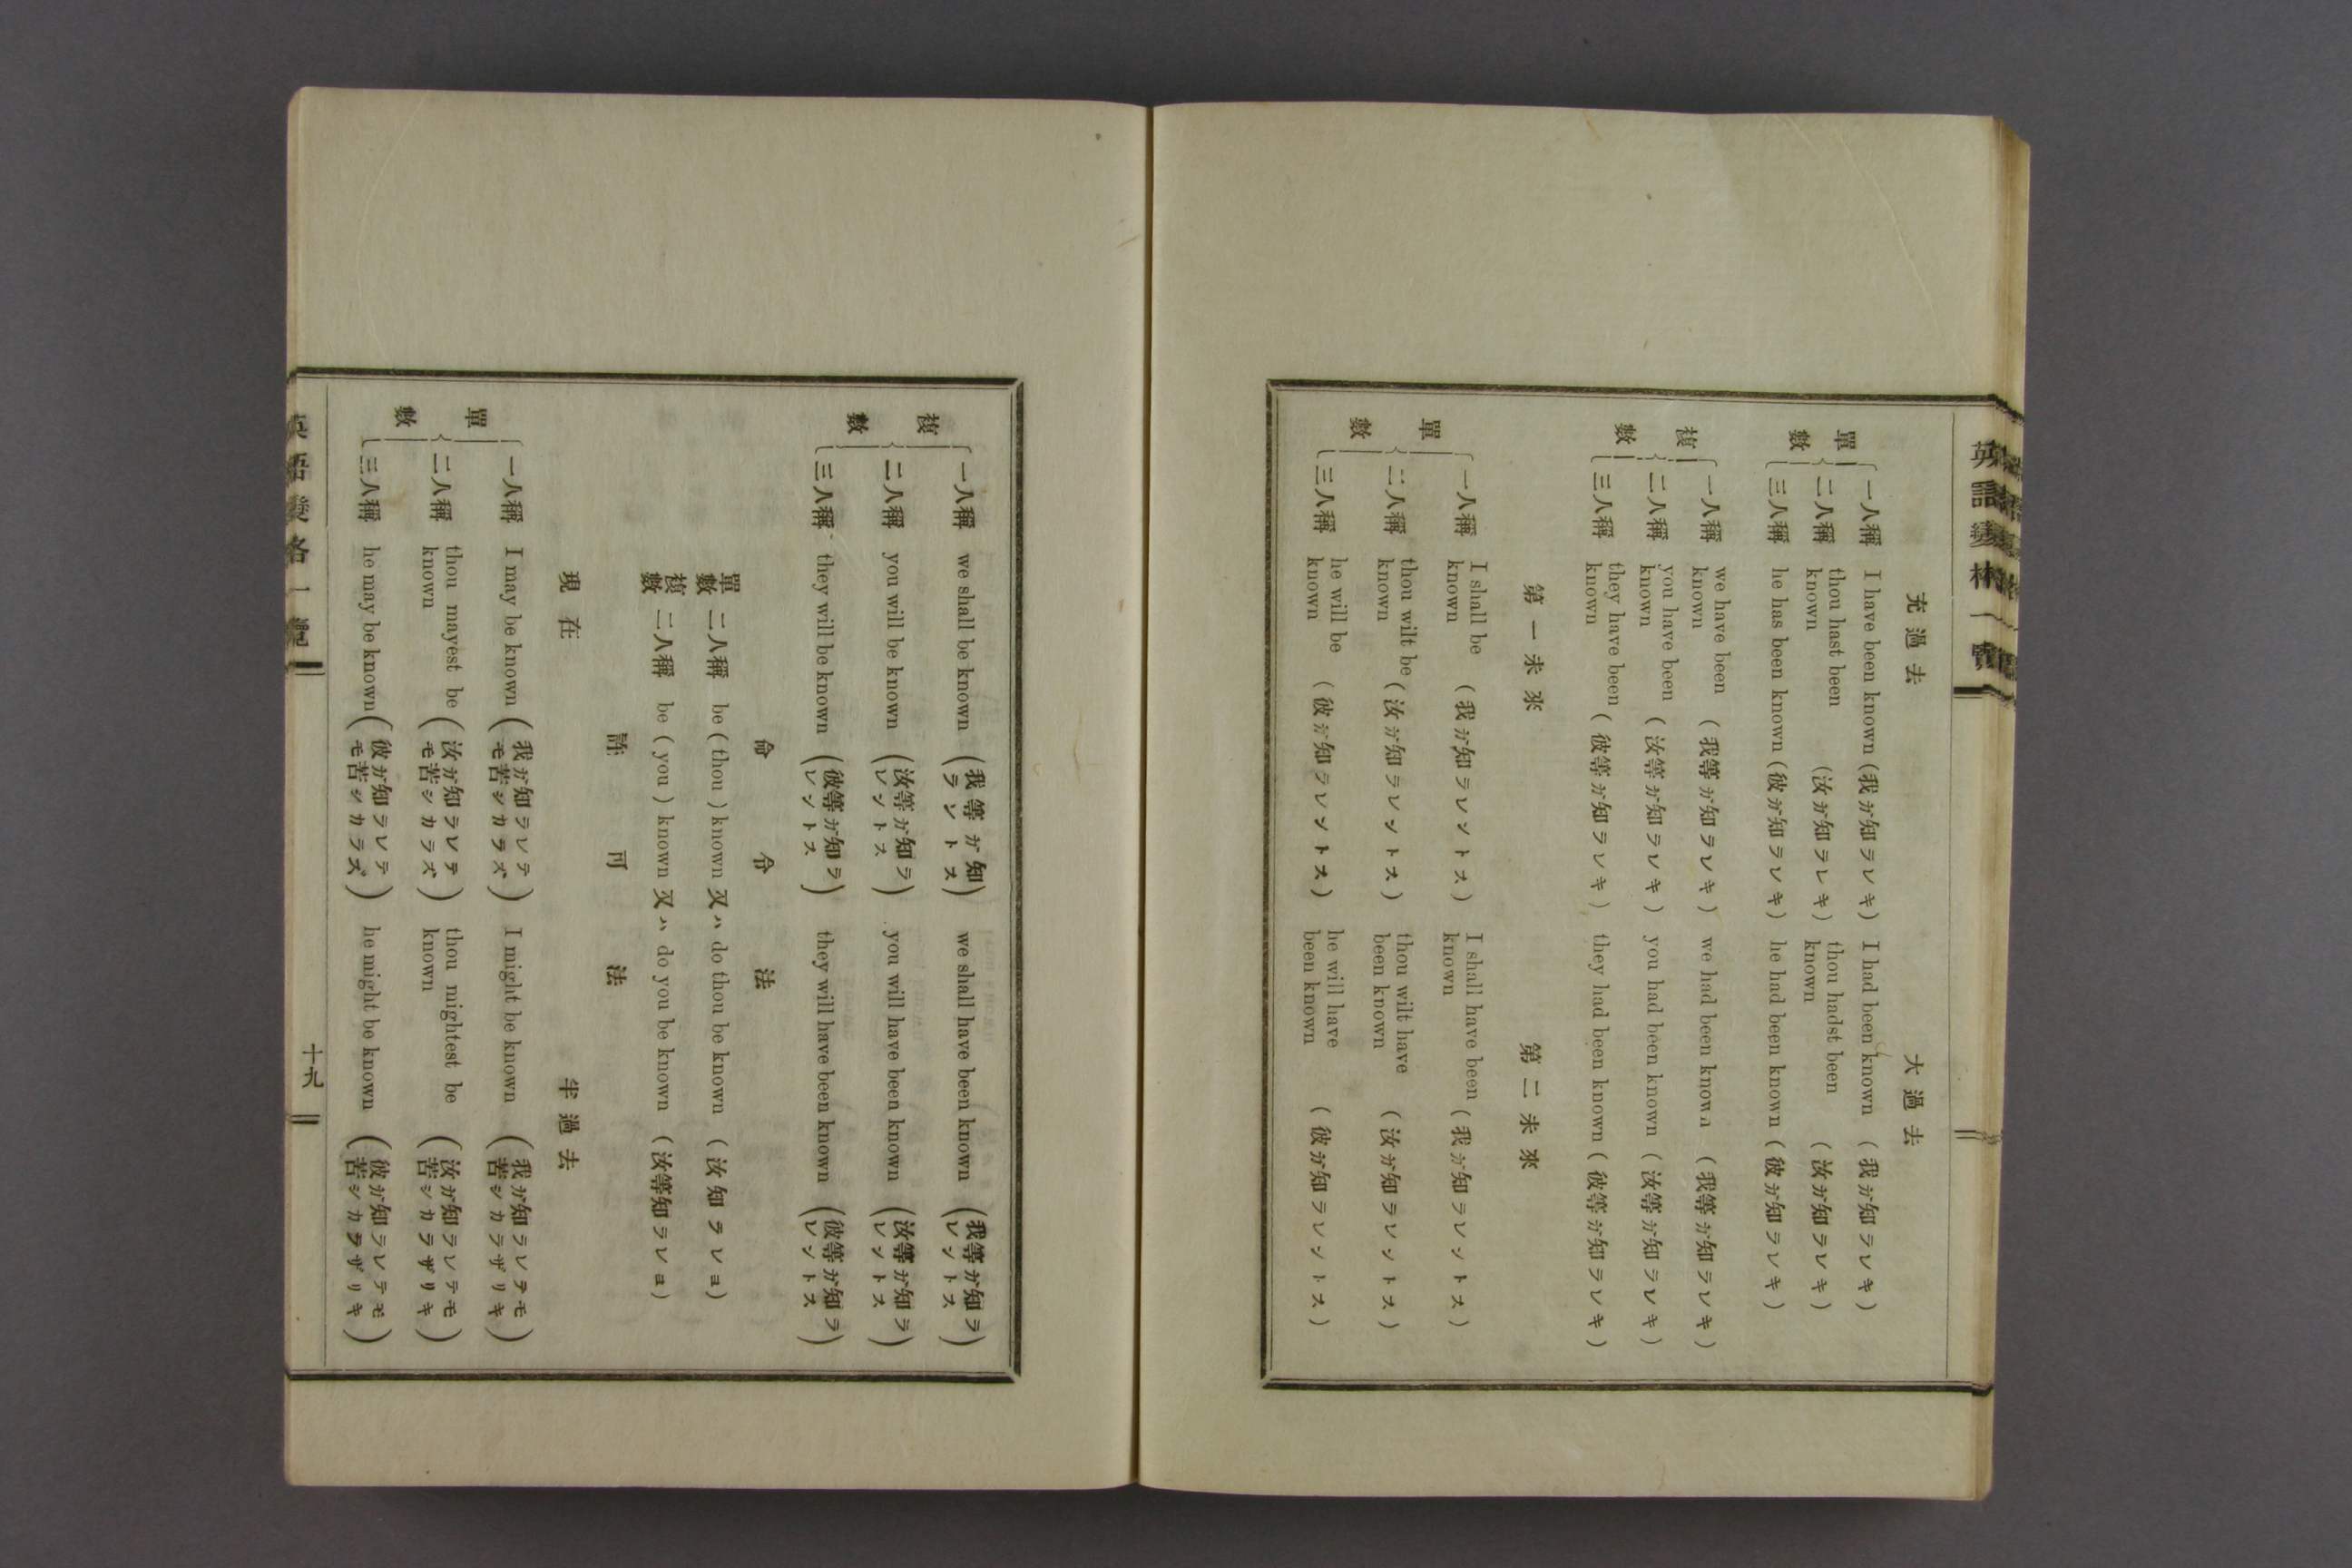 充過去 大過去
單數
一人稱 I have been known (我ガ知ラレキ) I had been known (我ガ知ラレキ)
二人稱 thou hast been known (汝ガ知ラレキ) thou hadst been known (汝ガ知ラレキ)
三人稱 he has been known (彼ガ知ラレキ) he had been known (彼ガ知ラレキ)
複數
一人稱 we have been known (我等ガ知ラレキ) we had been known (我等ガ知ラレキ)
二人稱 you have been known (汝等ガ知ラレキ) you had been known (汝等ガ知ラレキ)
三人稱 they have been known (彼等ガ知ラレキ) they had been known (彼等ガ知ラレキ)
第一未來 第二未來
單數
一人稱 I shall be known (我ガ知ラレントス) I shall have been known (我ガ知ラレントス)
二人稱 thou wilt be known (汝ガ知ラレントス) thou wilt have been known (汝ガ知ラレントス)
三人稱 he will be known (彼ガ知ラレントス) he will have been known (彼ガ知ラレントス)
複數
一人稱 we shall be known (我等ガ知ラントス) we shall have been known (我等ガ知ラレントス)
二人稱 you will be known (汝等ガ知ラレントス) you will have been known (汝等ガ知ラレントス)
三人稱 they will be known (彼等ガ知ラレントス) they will have been known (彼等ガ知ラレントス)
命令法
單數 二人稱 be (thou) known 又ハ do thou be known (汝知ラレヨ)
複數 二人稱 be (you) known 又ハ do you be known (汝等知ラレヨ)
許可法
現在 半過去
單數
一人稱 I may be known (我ガ知ラレテモ苦シカラズ) I might be known (我ガ知ラレテモ苦シカラザリキ)
二人稱 thou mayest be known (汝ガ知ラレテモ苦シカラズ) thou mightest be known (汝ガ知ラレテモ苦シカラザリキ)
三人稱 he may be known (彼ガ知ラレテモ苦シカラズ) he might be known (彼ガ知ラレテモ苦シカラザリキ)
十九